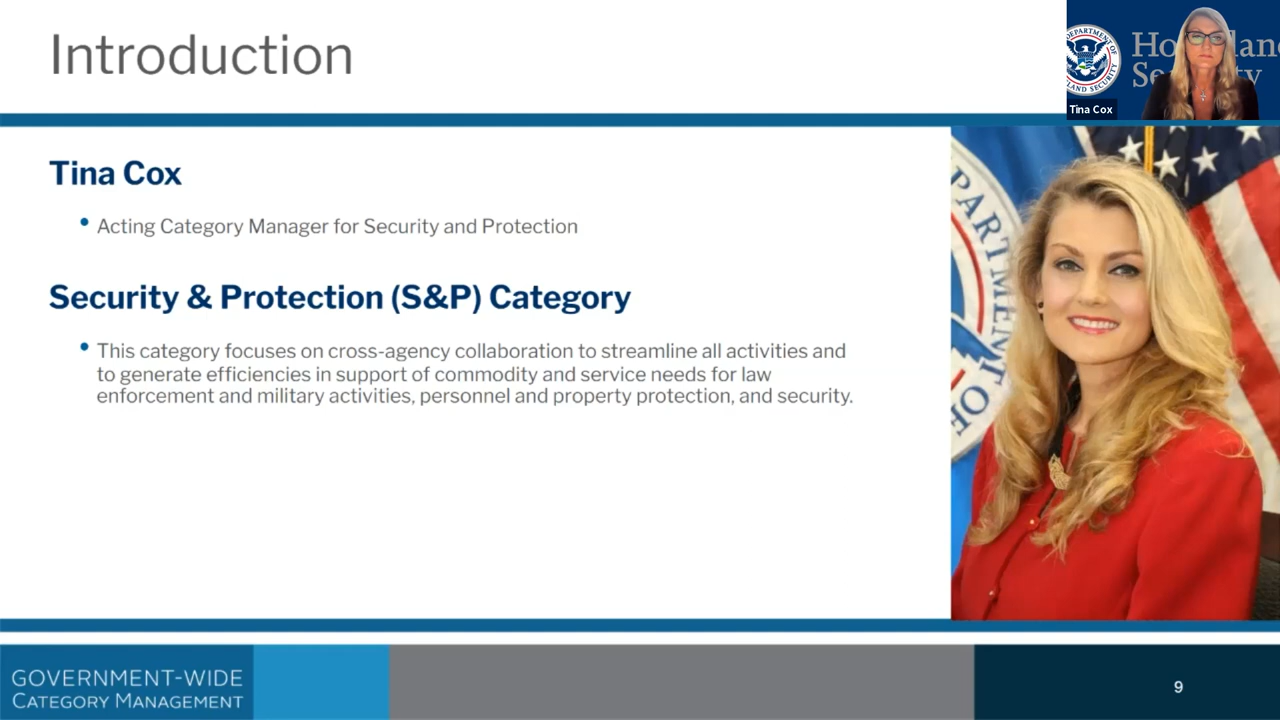 Introduction
Tina Cox
Tina Cox
• Acting Category Manager for Security and Protection
Security & Protection (S&P) Category
• This category focuses on cross-agency collaboration to streamline all activities and
to generate efficiencies in support of commodity and service needs for law
enforcement and military activities, personnel and property protection, and security.
DEPARTMENT OF
GOVERNMENT-WIDE
CATEGORY MANAGEMENT
9